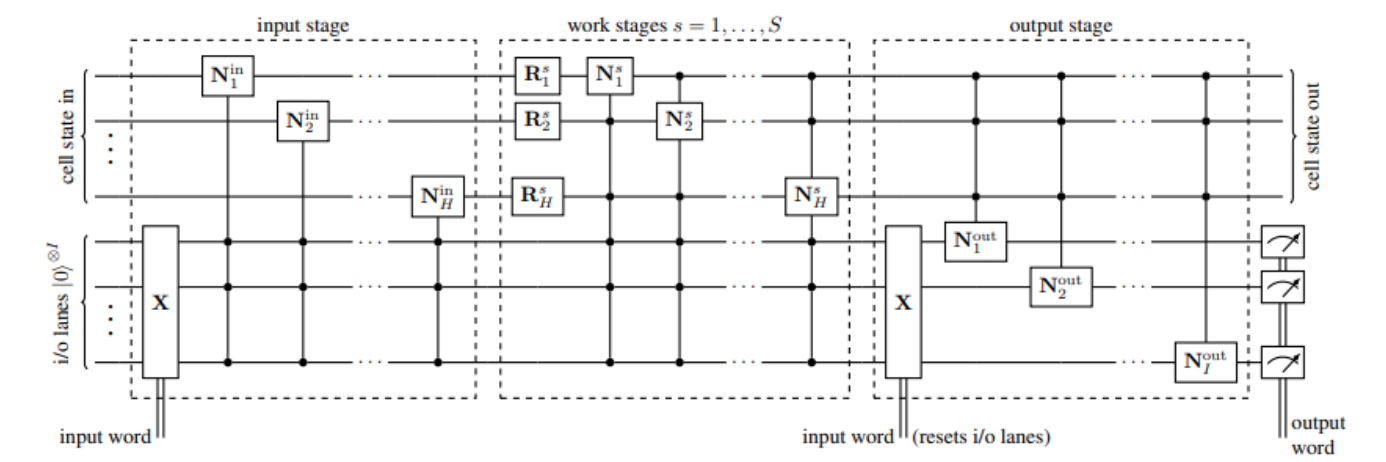 input stage
work stages s = 1, . . . , S
output stage
cell state in
i/o lanes |0⟩^{⊗I}
X
N_1^{in}
N_2^{in}
· · ·
N_H^{in}
R_1^s
R_2^s
R_H^s
N_1^s
N_2^s
· · ·
N_H^s
X
N_1^{out}
N_2^{out}
· · ·
N_I^{out}
cell state out
input word
input word
(resets i/o lanes)
output
word